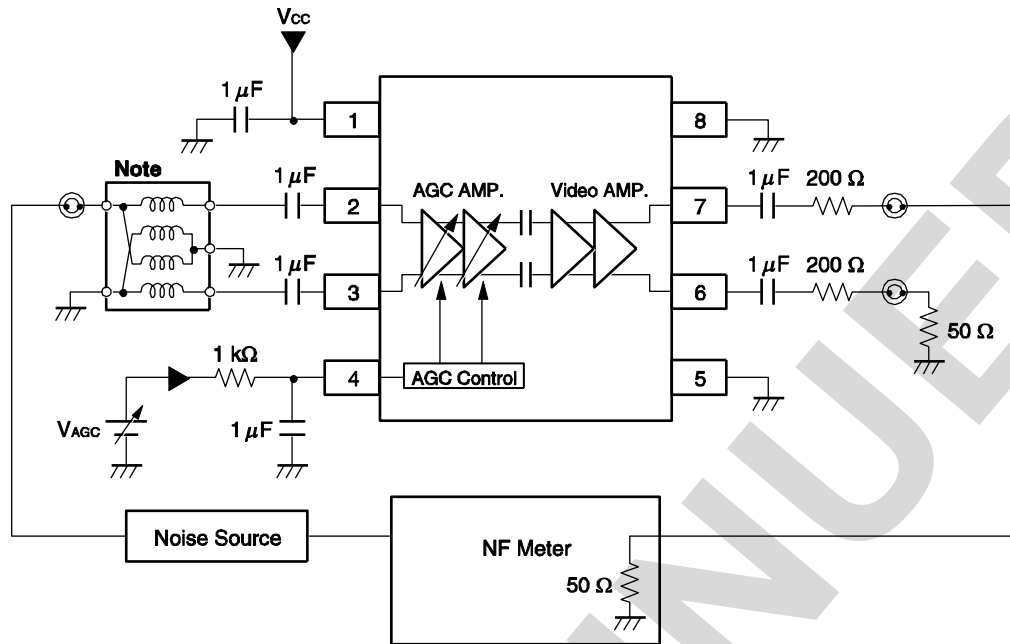 Vcc
1 μF
1
8
Note
1 μF
2
AGC AMP.
Video AMP.
7
1 μF
200 Ω
1 μF
3
6
1 μF
200 Ω
50 Ω
1 kΩ
4
AGC Control
5
VAGC
1 μF
Noise Source
NF Meter
50 Ω
NUE